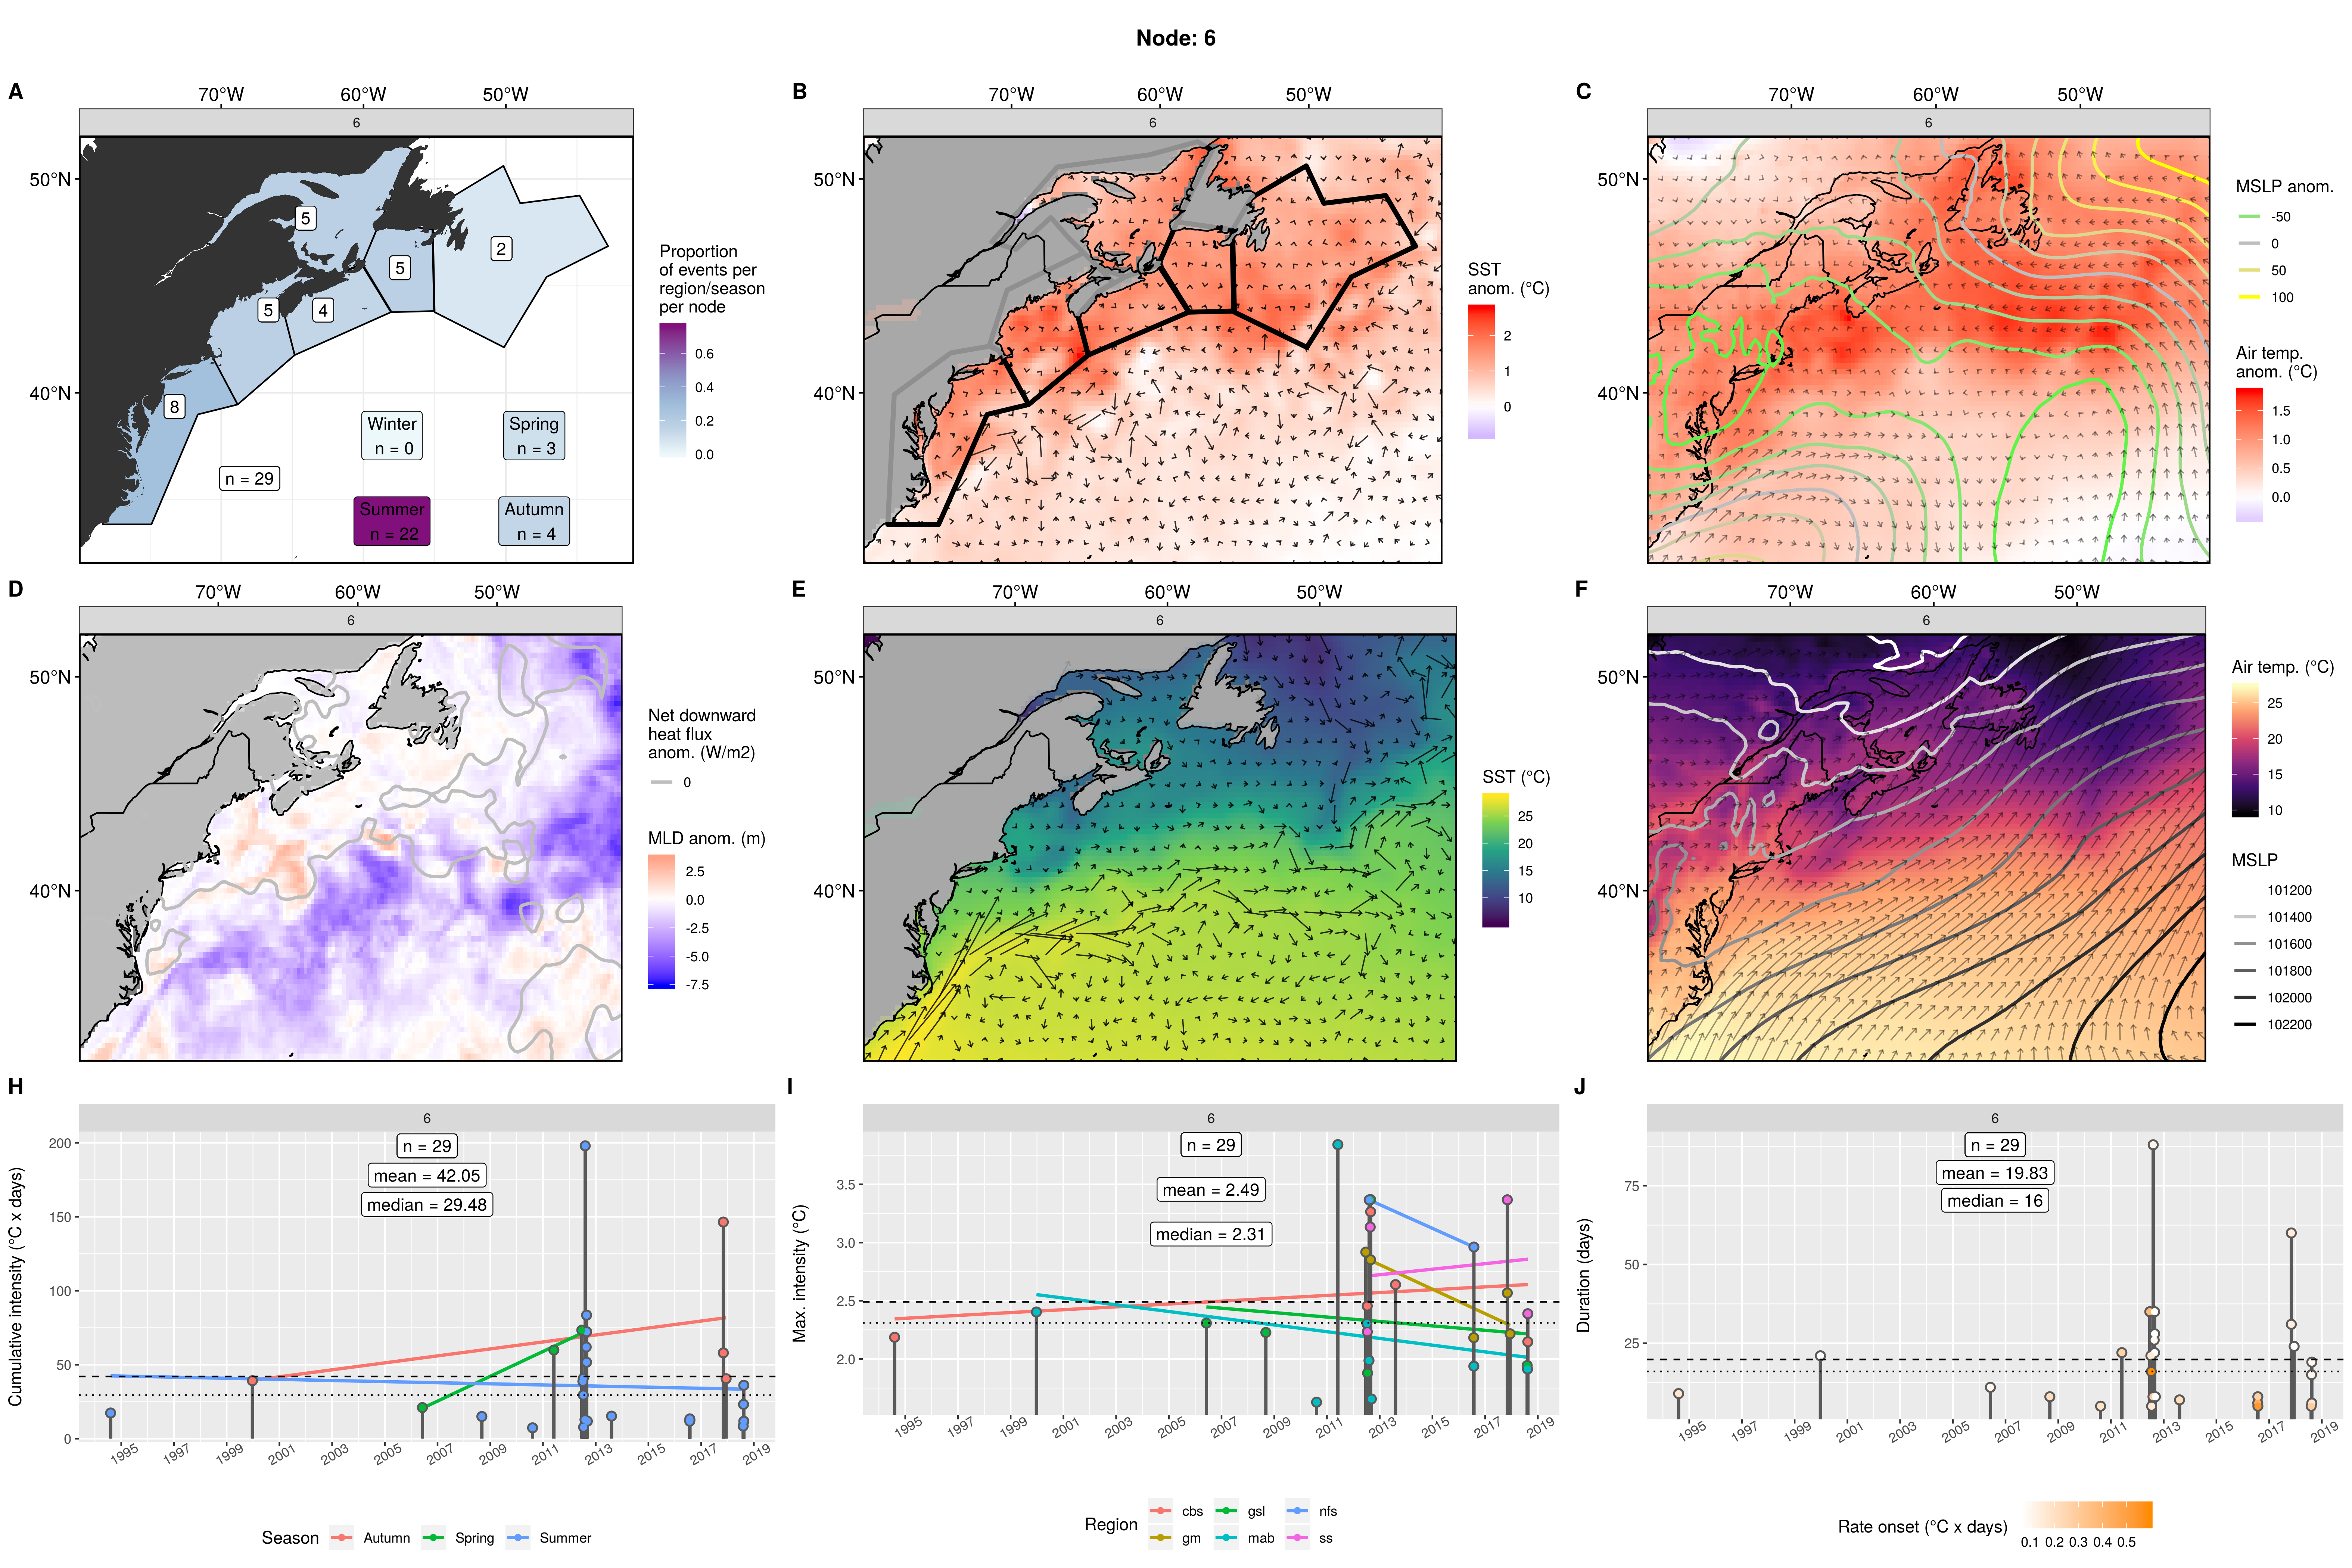 Node: 6
A
70°W 60°W 50°W
6
50°N
40°N
5
5
2
5
4
8
n = 29
Winter
n = 0
Spring
n = 3
Summer
n = 22
Autumn
n = 4
Proportion
of events per
region/season
per node
0.6
0.4
0.2
0.0
B
70°W 60°W 50°W
6
50°N
40°N
SST
anom. (°C)
2
1
0
C
70°W 60°W 50°W
6
50°N
40°N
MSLP anom.
-50
0
50
100
Air temp.
anom. (°C)
1.5
1.0
0.5
0.0
D
70°W 60°W 50°W
6
50°N
40°N
Net downward
heat flux
anom. (W/m2)
0
MLD anom. (m)
2.5
0.0
-2.5
-5.0
-7.5
E
70°W 60°W 50°W
6
50°N
40°N
SST (°C)
25
20
15
10
F
70°W 60°W 50°W
6
50°N
40°N
Air temp. (°C)
25
20
15
10
MSLP
101200
101400
101600
101800
102000
102200
H
6
n = 29
mean = 42.05
median = 29.48
Cumulative intensity (°C x days)
200
150
100
50
0
1995 1997 1999 2001 2003 2005 2007 2009 2011 2013 2015 2017 2019
Season Autumn Spring Summer
I
6
n = 29
mean = 2.49
median = 2.31
Max. intensity (°C)
3.5
3.0
2.5
2.0
1995 1997 1999 2001 2003 2005 2007 2009 2011 2013 2015 2017 2019
Region
cbs gsl nfs
gm mab ss
J
6
n = 29
mean = 19.83
median = 16
Duration (days)
75
50
25
1995 1997 1999 2001 2003 2005 2007 2009 2011 2013 2015 2017 2019
Rate onset (°C x days)
0.1 0.2 0.3 0.4 0.5